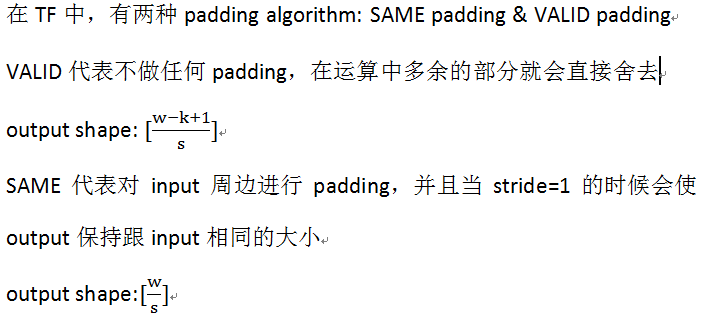 在 TF 中，有两种 padding algorithm: SAME padding & VALID padding
VALID 代表不做任何 padding，在运算中多余的部分就会直接舍去
output shape: [(w−k+1)/s]
SAME 代表对 input 周边进行 padding，并且当 stride=1 的时候会使
output 保持跟 input 相同的大小
output shape:[w/s]